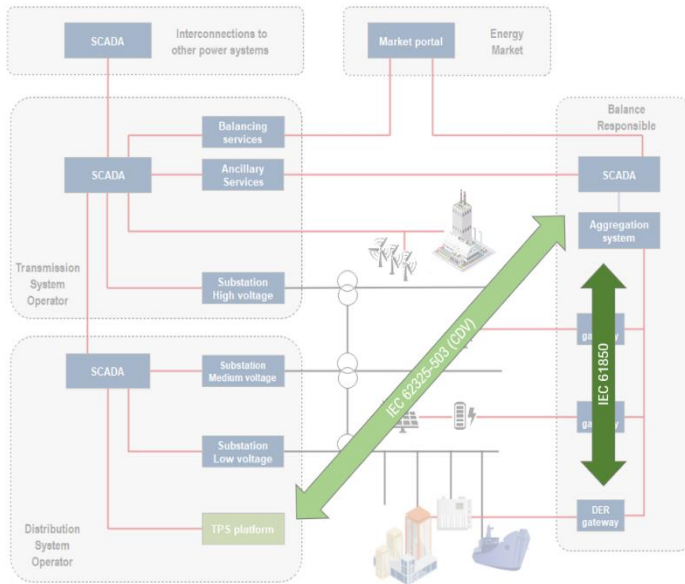 SCADA
Interconnections to
other power systems
Market portal
Energy
Market
Balance
Responsible
Balancing
services
SCADA
Ancillary
Services
SCADA
Aggregation
system
Transmission
System
Operator
Substation
High voltage
gateway
SCADA
Substation
Medium voltage
IEC 62325-503 (CDV)
IEC 61850
gateway
Substation
Low voltage
Distribution
System
Operator
TPS platform
DER
gateway